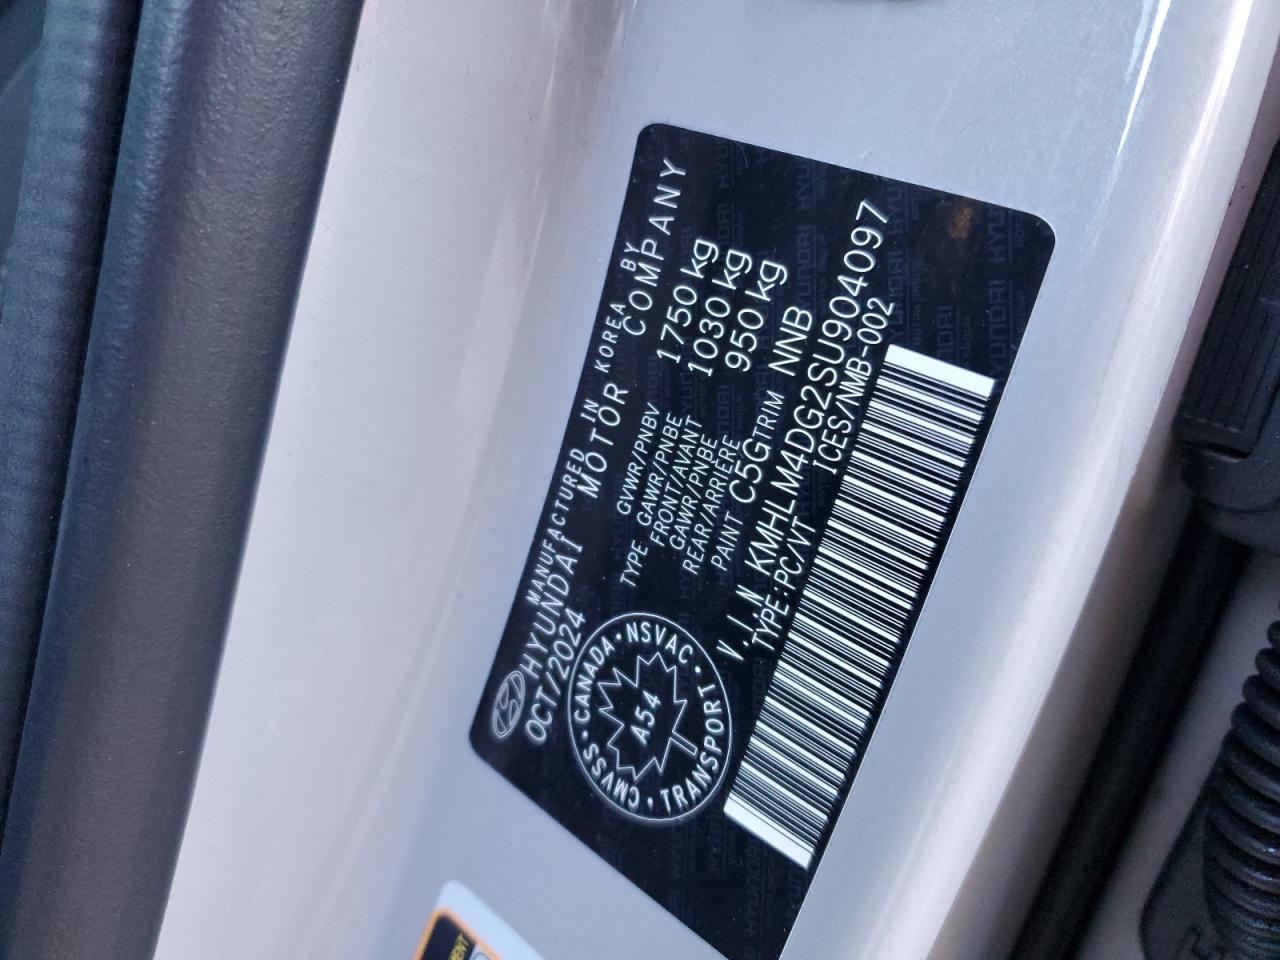 MANUFACTURED IN KOREA BY
HYUNDAI MOTOR COMPANY
OCT/2024
TYPE GVWR/PNBV 1750 kg
GAWR/PNBE FRONT/AVANT 1030 kg
GAWR/PNBE REAR/ARRIÈRE 950 kg
PAINT C5G TRIM NNB
V.I.N KMHLM4DG2SU904097
TYPE:PC/VT ICES/NMB-002
CMVSS · CANADA · NSVAC · TRANSPORT ·
A54